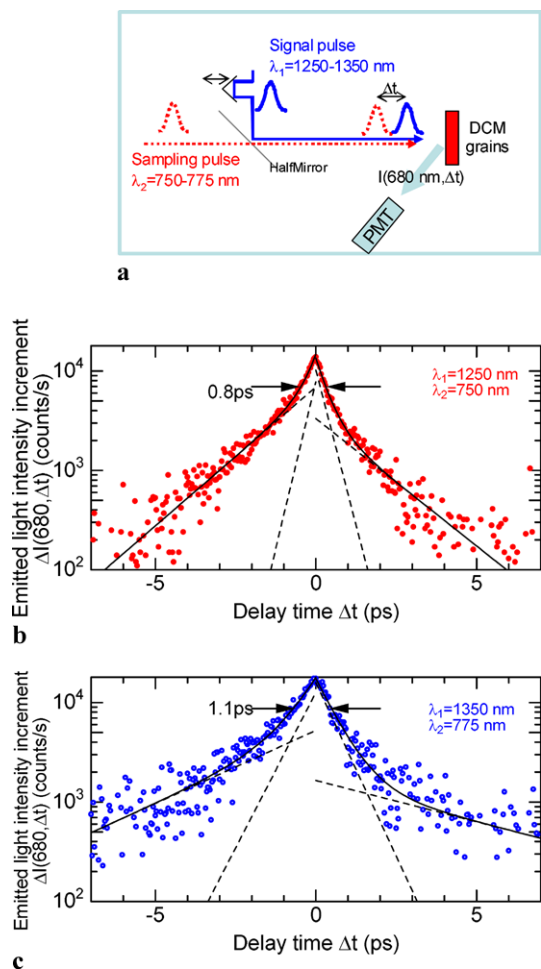 Signal pulse
λ1=1250-1350 nm
Δt
DCM
grains
Sampling pulse
λ2=750-775 nm
HalfMirror
I(680 nm,Δt)
PMT
a
Emitted light intensity increment
ΔI(680,Δt) (counts/s)
10^4
10^3
10^2
0.8ps
λ1=1250 nm
λ2=750 nm
-5 0 5
Delay time Δt (ps)
b
Emitted light intensity increment
ΔI(680,Δt) (counts/s)
10^4
10^3
10^2
1.1ps
λ1=1350 nm
λ2=775 nm
-5 0 5
Delay time Δt (ps)
c